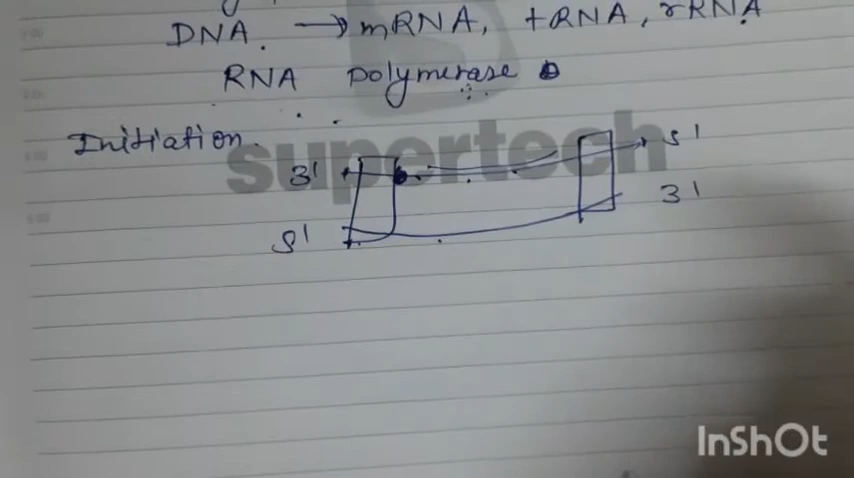 DNA. → mRNA, tRNA, rRNA
RNA polymerase
Initiation.
supertech
3' 5'
5' 3'
InShOt